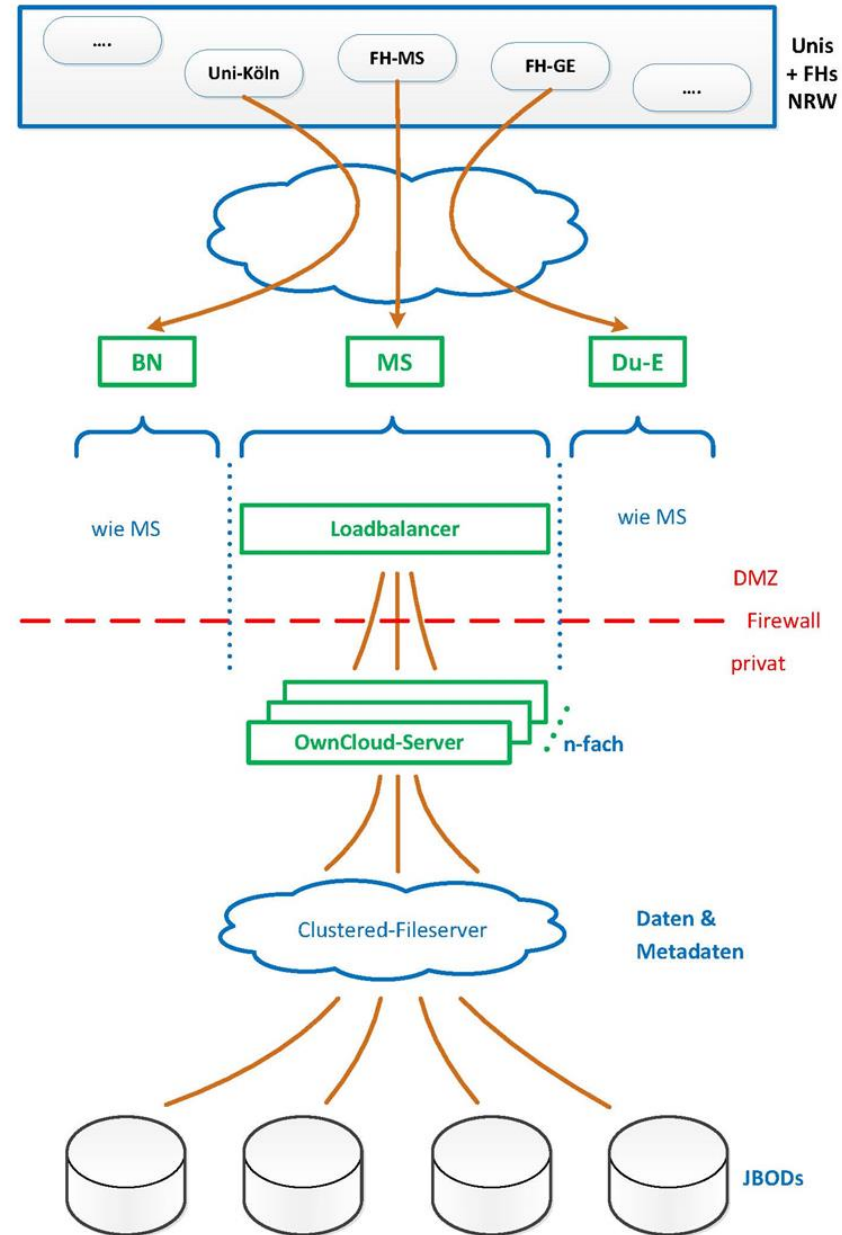 ....
Uni-Köln
FH-MS
FH-GE
....
Unis
+ FHs
NRW
BN
MS
Du-E
wie MS
Loadbalancer
wie MS
DMZ
Firewall
privat
OwnCloud-Server
n-fach
Clustered-Fileserver
Daten &
Metadaten
JBODs